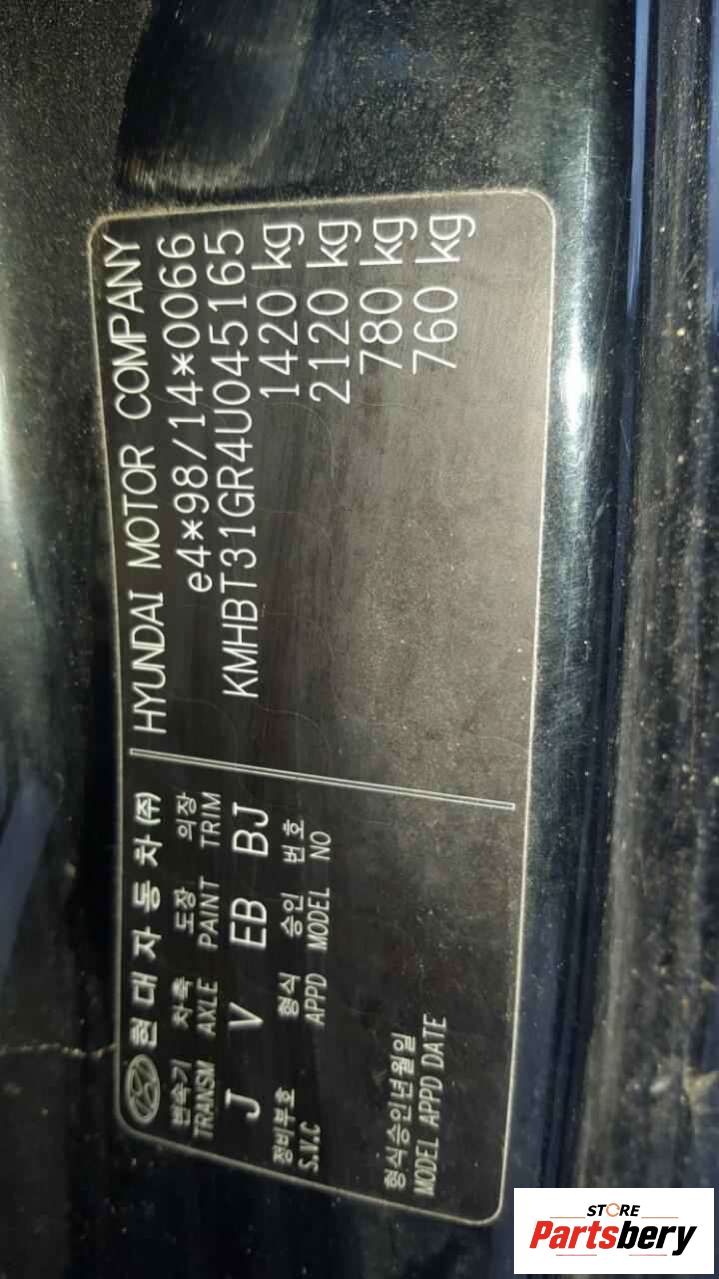 현대자동차(주)
변속기 차축 도장 의장
TRANSM AXLE PAINT TRIM
J V EB BJ
정비부호 형식 승인 번호
S.V.C APPD MODEL NO
형식승인년월일
MODEL APPD DATE
HYUNDAI MOTOR COMPANY
e4*98/14*0066
KMHBT31GR4U045165
1420 kg
2120 kg
780 kg
760 kg
STORE
Partsbery